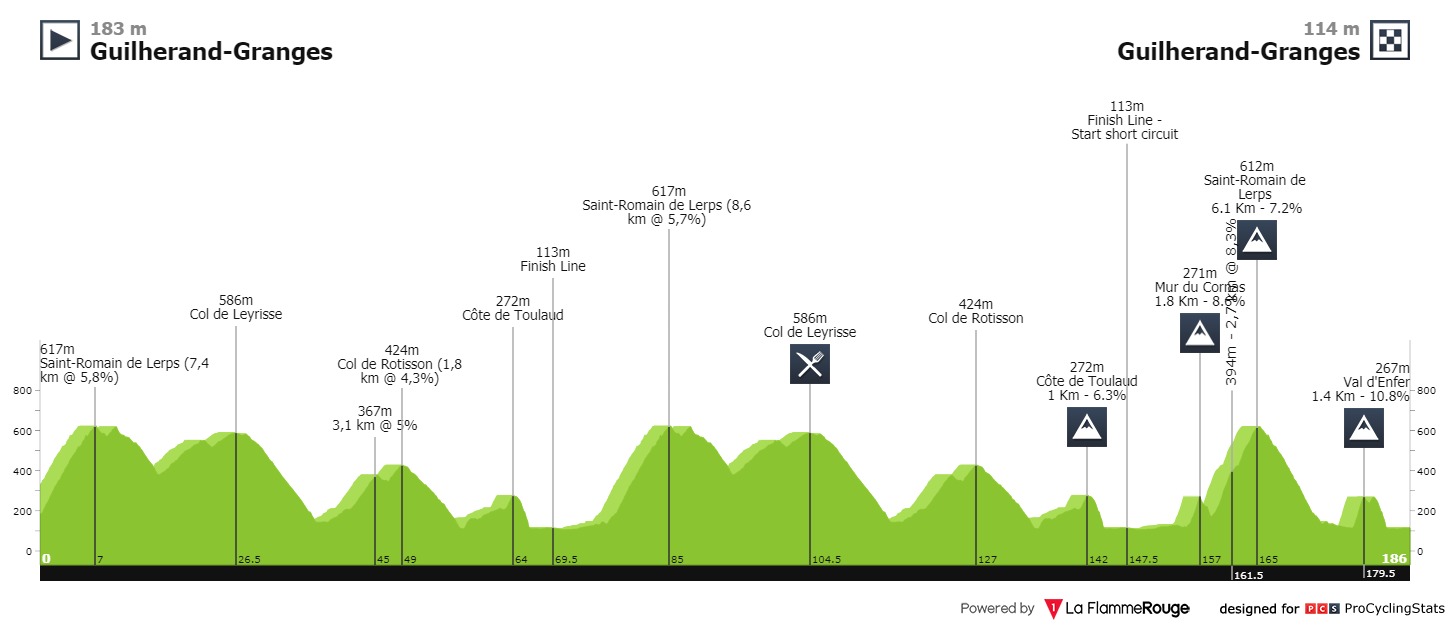 183 m
Guilherand-Granges
114 m
Guilherand-Granges
617m
Saint-Romain de Lerps (7,4
km @ 5,8%)
586m
Col de Leyrisse
367m
3,1 km @ 5%
424m
Col de Rotisson (1,8
km @ 4,3%)
272m
Côte de Toulaud
113m
Finish Line
617m
Saint-Romain de Lerps (8,6
km @ 5,7%)
586m
Col de Leyrisse
424m
Col de Rotisson
272m
Côte de Toulaud
1 Km - 6.3%
113m
Finish Line -
Start short circuit
271m
Mur du Cornas
1.8 Km - 8.6%
394m - 2,7 km @ 8,3%
612m
Saint-Romain de
Lerps
6.1 Km - 7.2%
267m
Val d'Enfer
1.4 Km - 10.8%
800
600
400
200
0
800
600
400
200
0
0 7 26.5 45 49 64 69.5 85 104.5 127 142 147.5 157 165 186
161.5 179.5
Powered by 1 La FlammeRouge designed for PCS ProCyclingStats